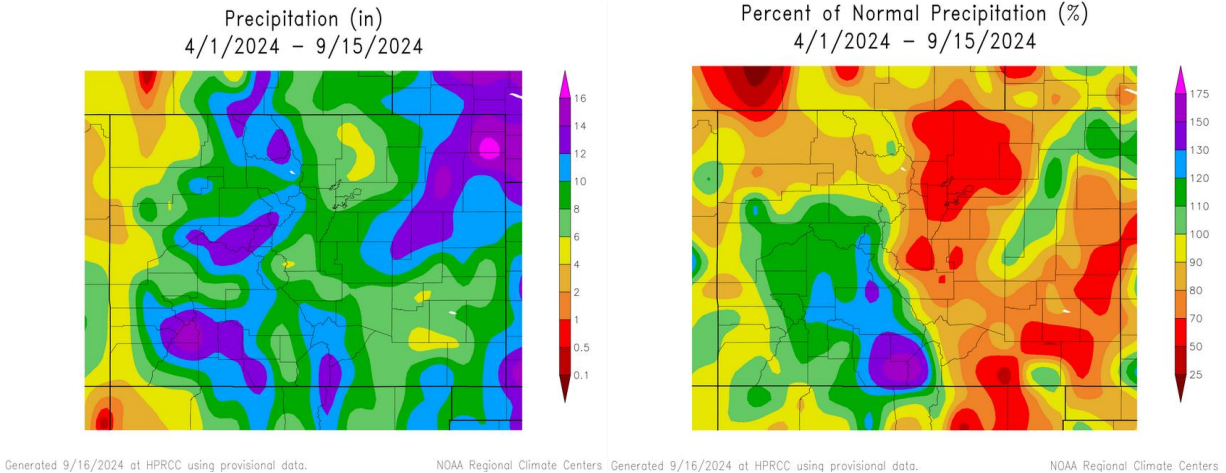 Precipitation (in)
4/1/2024 – 9/15/2024
16
14
12
10
8
6
4
2
1
0.5
0.1
Generated 9/16/2024 at HPRCC using provisional data.
NOAA Regional Climate Centers
Percent of Normal Precipitation (%)
4/1/2024 – 9/15/2024
175
150
130
120
110
100
90
80
70
50
25
Generated 9/16/2024 at HPRCC using provisional data.
NOAA Regional Climate Centers